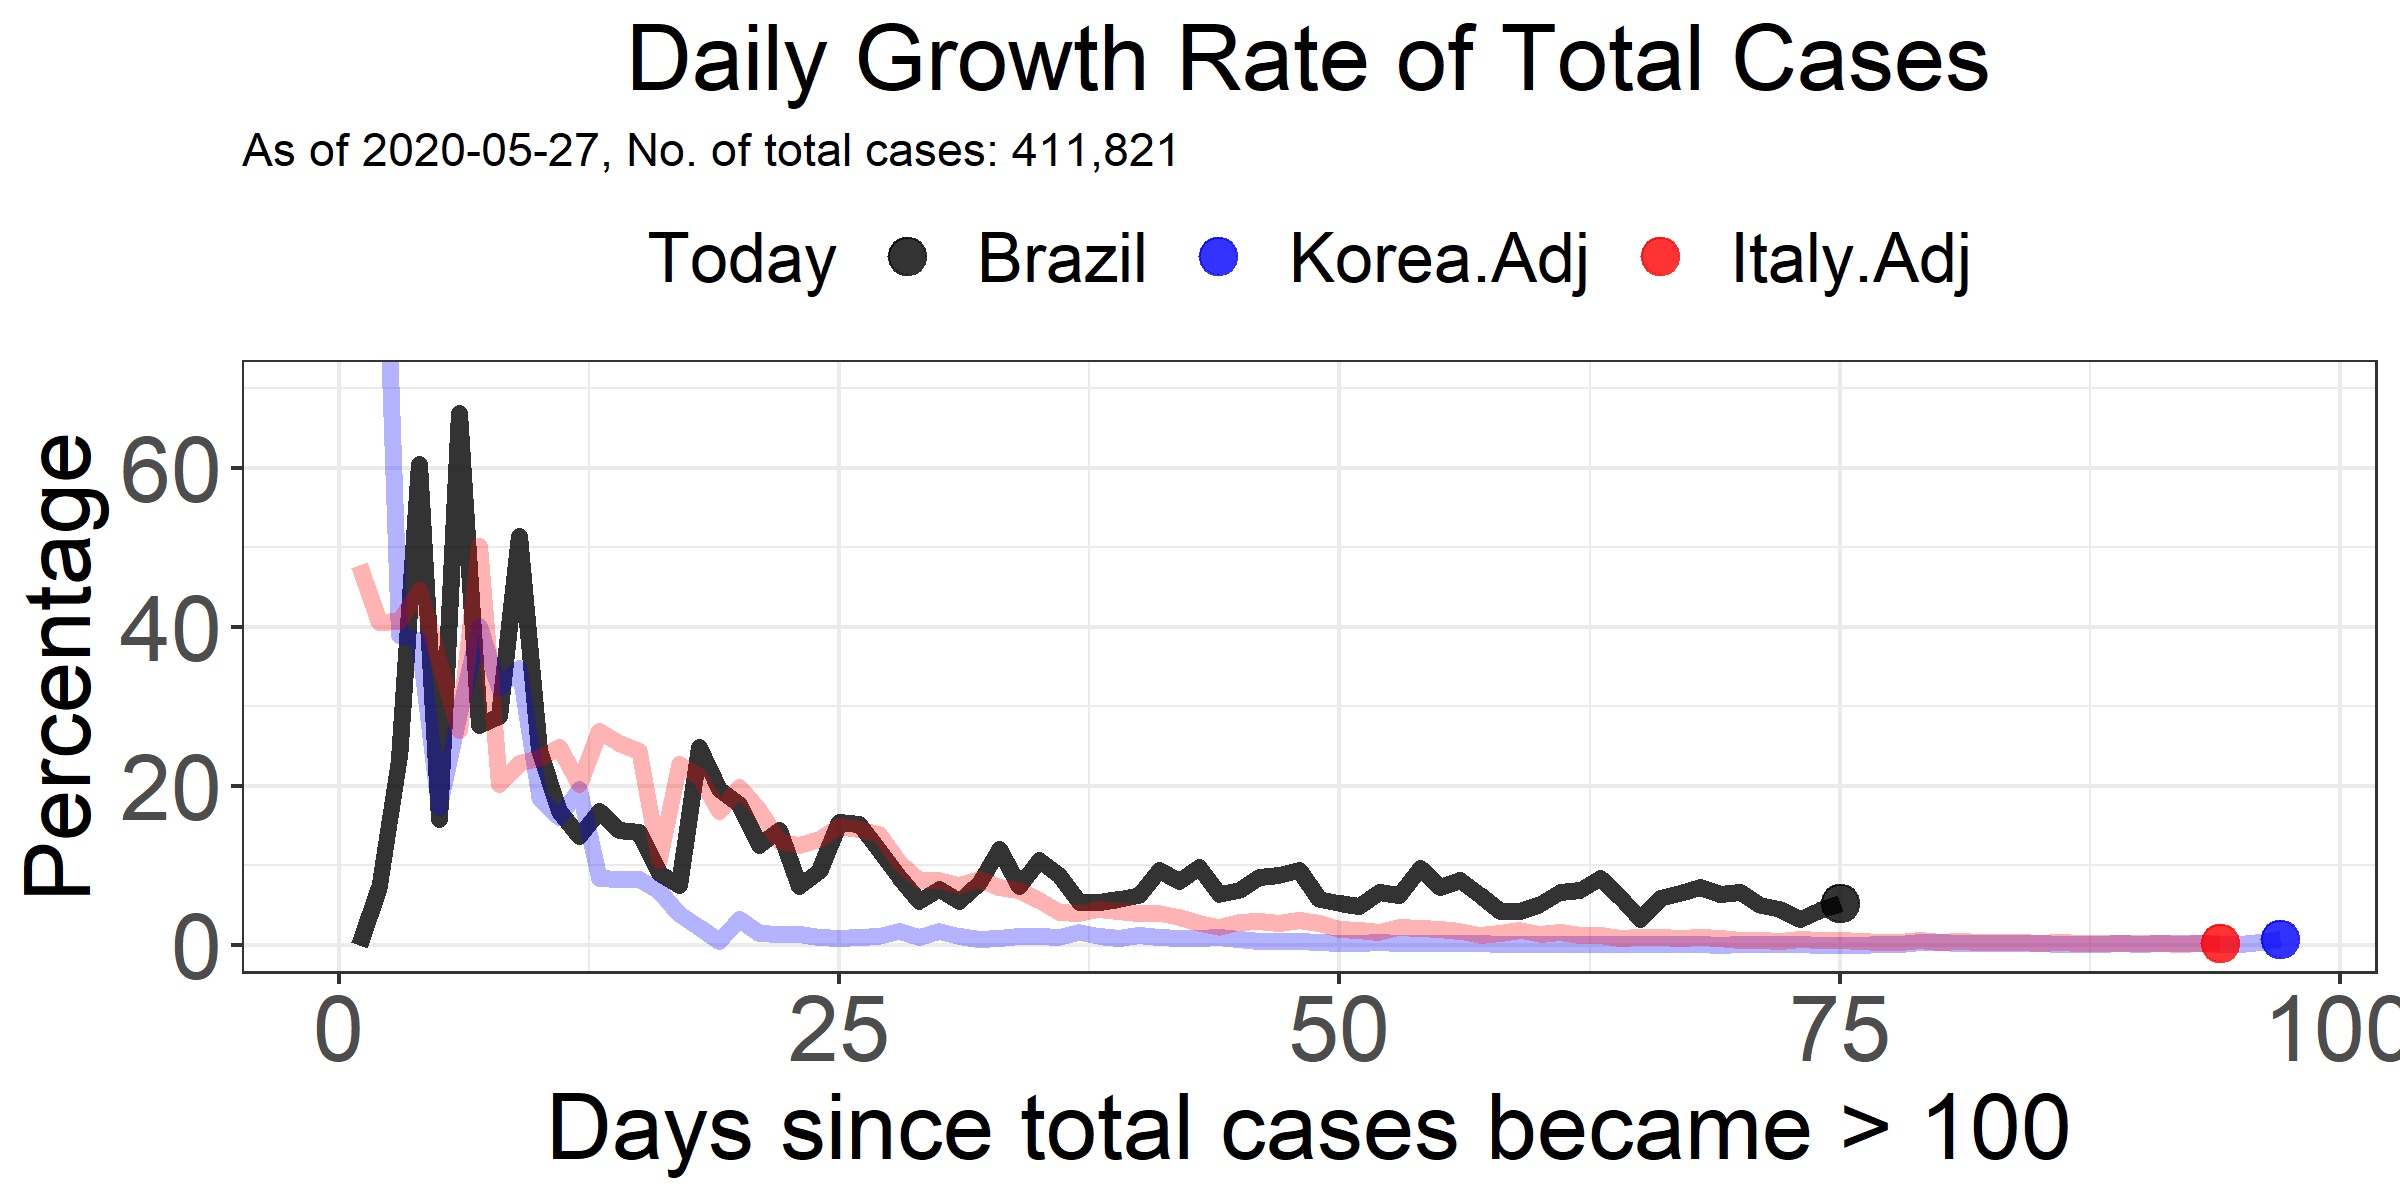 Daily Growth Rate of Total Cases
As of 2020-05-27, No. of total cases: 411,821
Today Brazil Korea.Adj Italy.Adj
Percentage
60
40
20
0
0 25 50 75 100
Days since total cases became > 100